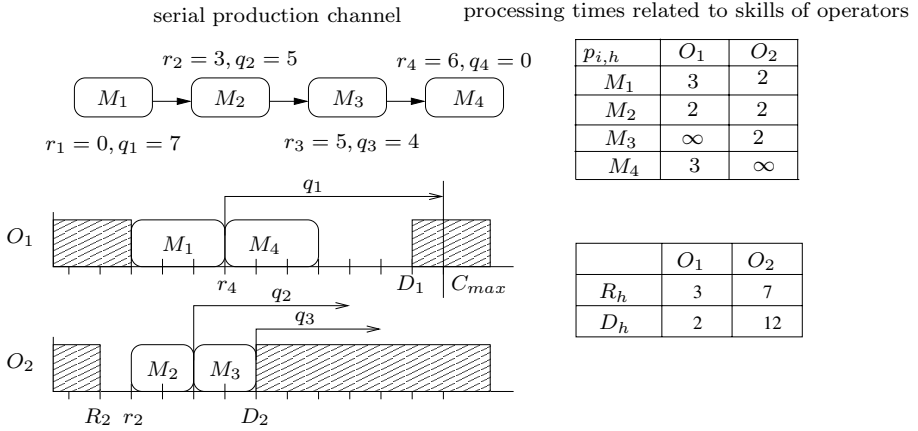 serial production channel
processing times related to skills of operators
r2 = 3, q2 = 5
r4 = 6, q4 = 0
M1
M2
M3
M4
r1 = 0, q1 = 7
r3 = 5, q3 = 4
pi,h O1 O2
M1 3 2
M2 2 2
M3 ∞ 2
M4 3 ∞
q1
O1
M1
M4
r4
D1
Cmax
q2
q3
O2
M2
M3
R2
r2
D2
O1 O2
Rh 3 7
Dh 2 12